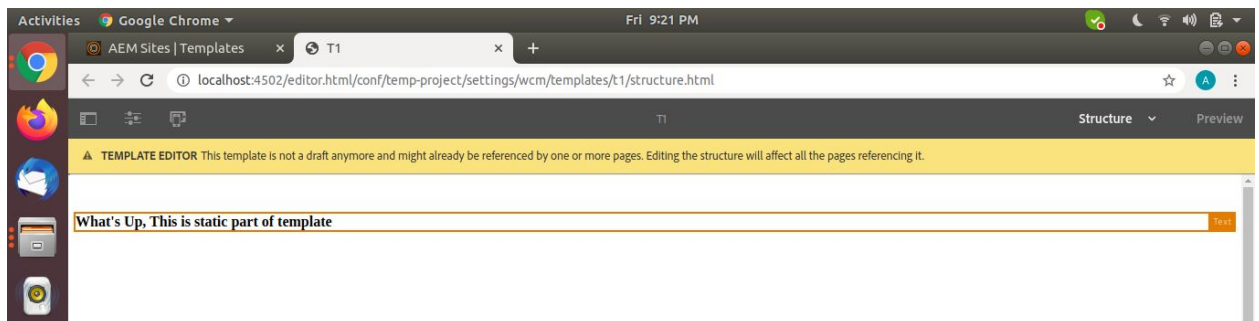 Activities Google Chrome Fri 9:21 PM
AEM Sites | Templates T1
localhost:4502/editor.html/conf/temp-project/settings/wcm/templates/t1/structure.html A
T1 Structure Preview
TEMPLATE EDITOR This template is not a draft anymore and might already be referenced by one or more pages. Editing the structure will affect all the pages referencing it.
What's Up, This is static part of template Text